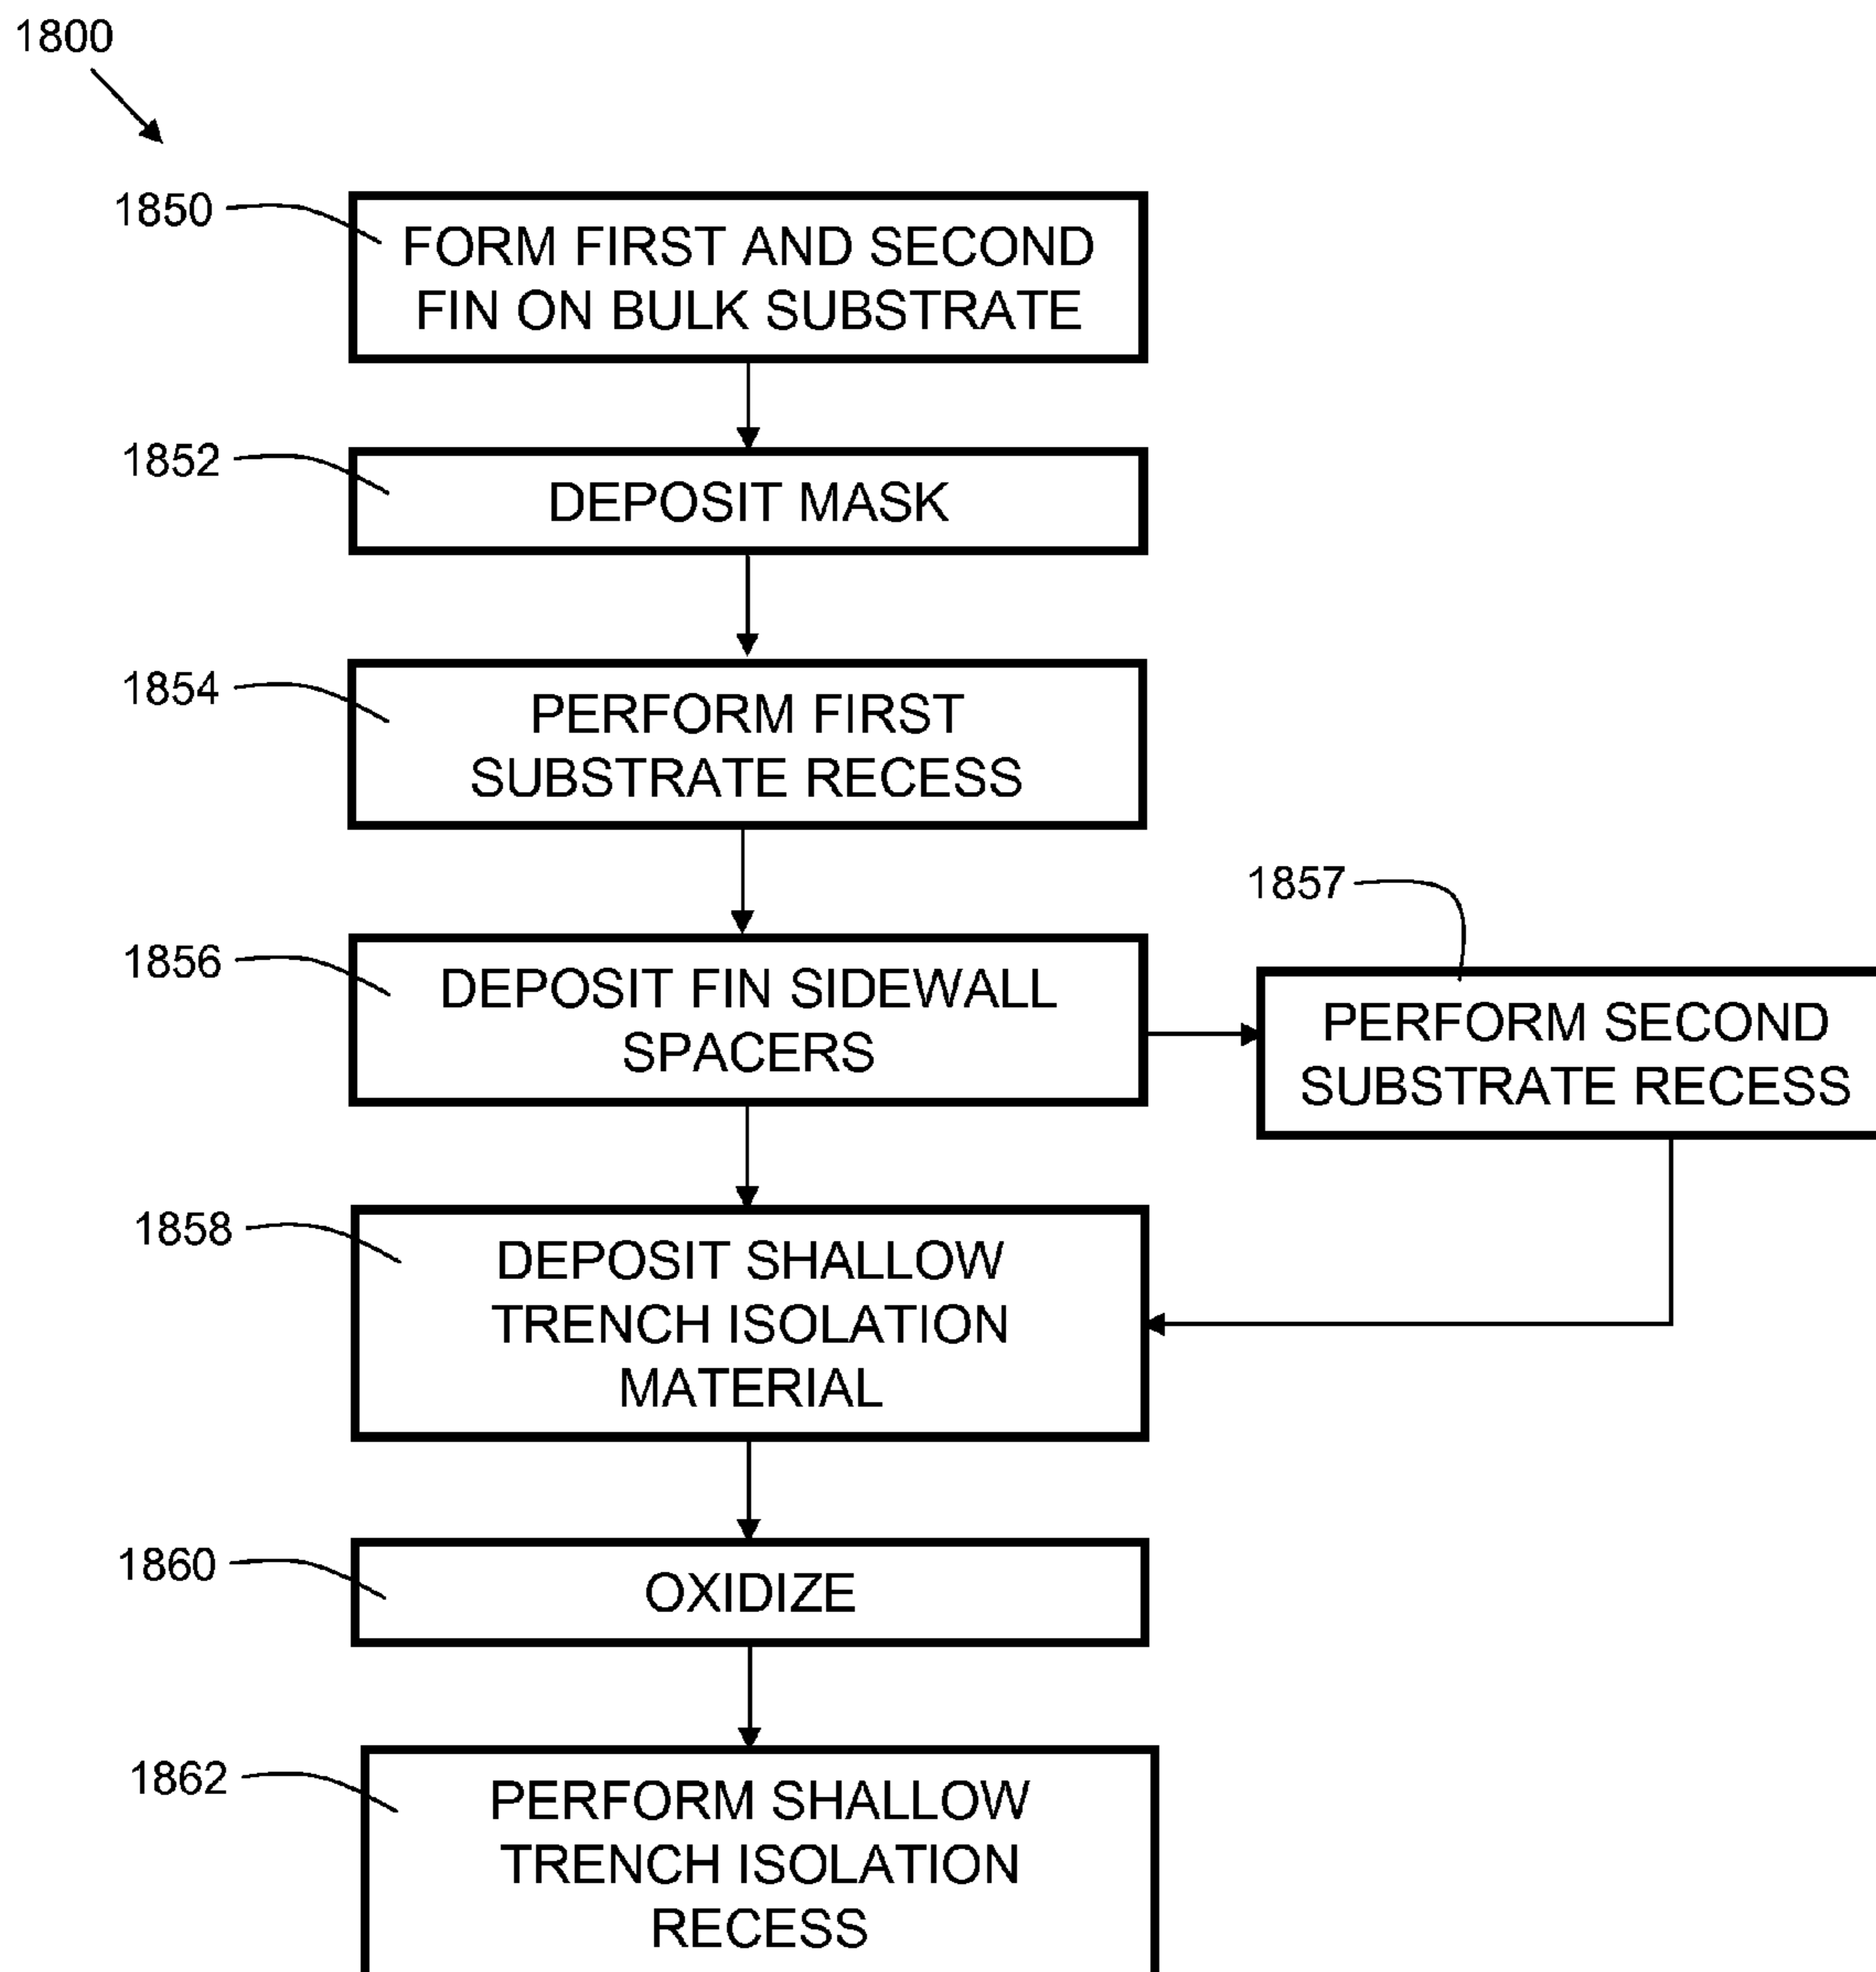 1800
1850
FORM FIRST AND SECOND
FIN ON BULK SUBSTRATE
1852
DEPOSIT MASK
1854
PERFORM FIRST
SUBSTRATE RECESS
1856
DEPOSIT FIN SIDEWALL
SPACERS
1857
PERFORM SECOND
SUBSTRATE RECESS
1858
DEPOSIT SHALLOW
TRENCH ISOLATION
MATERIAL
1860
OXIDIZE
1862
PERFORM SHALLOW
TRENCH ISOLATION
RECESS